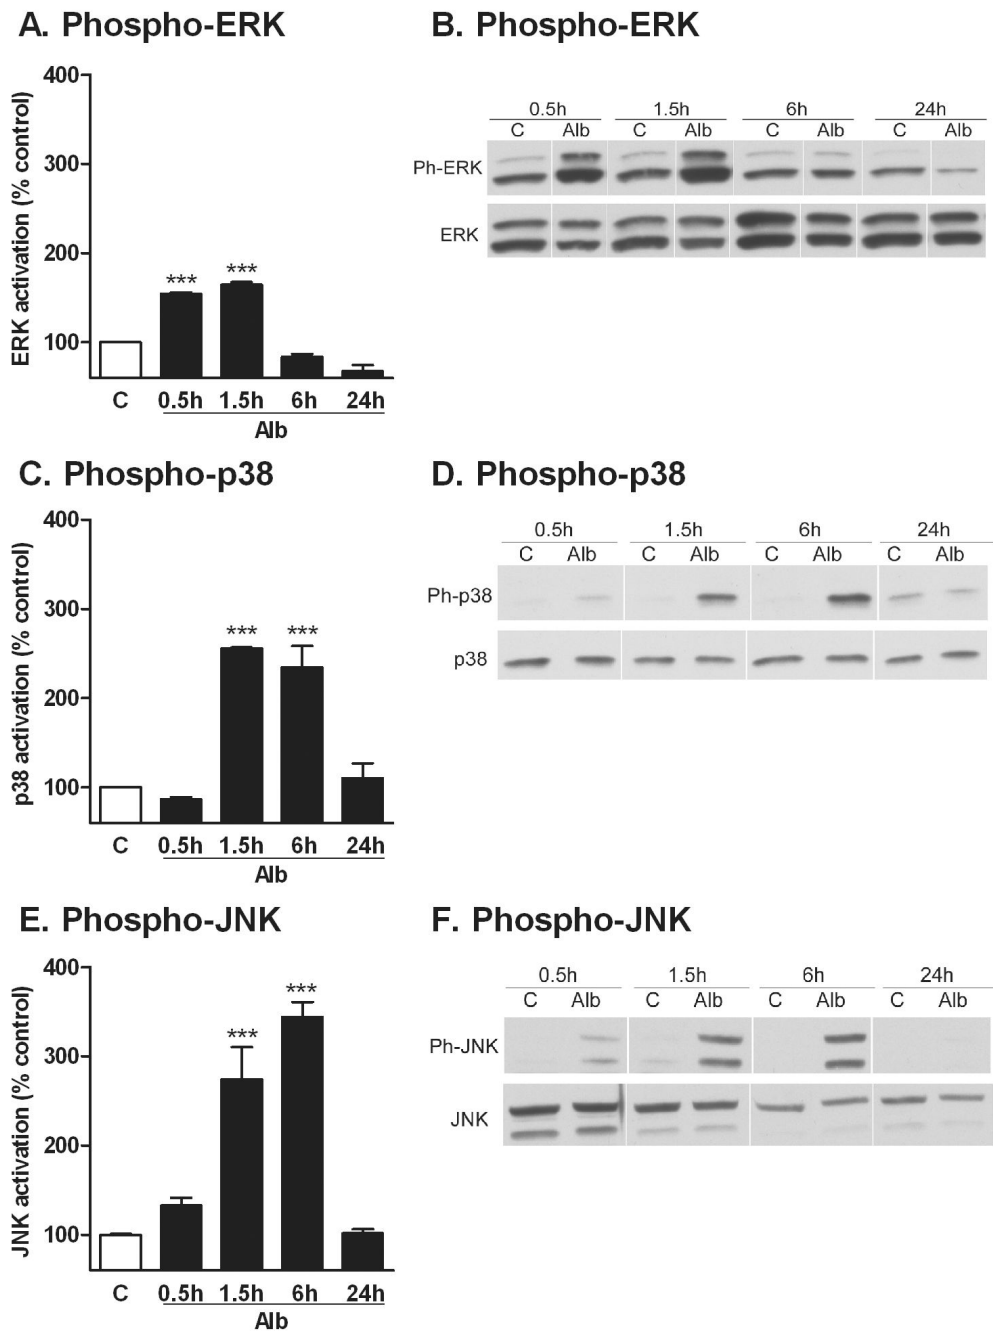 A. Phospho-ERK
ERK activation (% control)
400
300
200
100
***
***
C 0.5h 1.5h 6h 24h
Alb
B. Phospho-ERK
0.5h 1.5h 6h 24h
C Alb C Alb C Alb C Alb
Ph-ERK
ERK
C. Phospho-p38
p38 activation (% control)
400
300
200
100
***
***
C 0.5h 1.5h 6h 24h
Alb
D. Phospho-p38
0.5h 1.5h 6h 24h
C Alb C Alb C Alb C Alb
Ph-p38
p38
E. Phospho-JNK
JNK activation (% control)
400
300
200
100
***
***
C 0.5h 1.5h 6h 24h
Alb
F. Phospho-JNK
0.5h 1.5h 6h 24h
C Alb C Alb C Alb C Alb
Ph-JNK
JNK